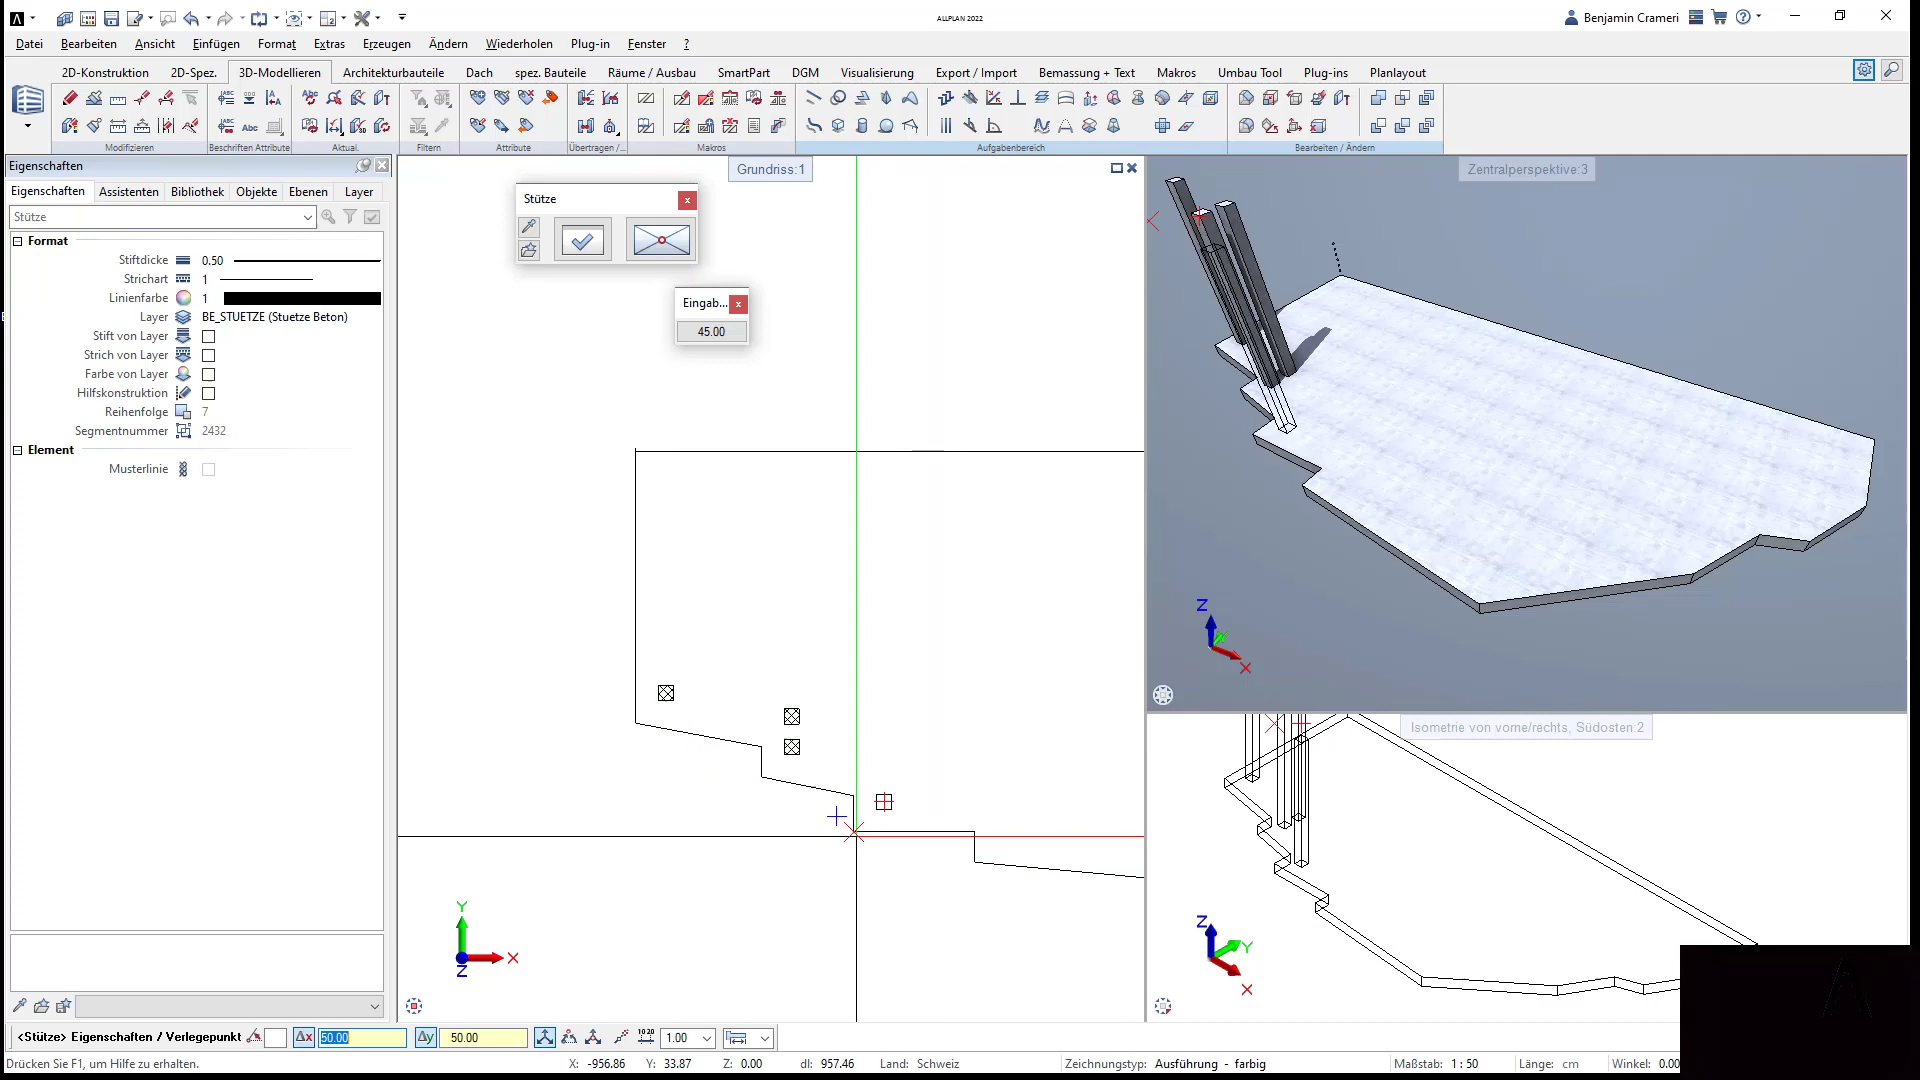 ALLPLAN 2022
Benjamin Crameri
Datei Bearbeiten Ansicht Einfügen Format Extras Erzeugen Ändern Wiederholen Plug-in Fenster ?
2D-Konstruktion 2D-Spez. 3D-Modellieren Architekturbauteile Dach spez. Bauteile Räume / Ausbau SmartPart DGM Visualisierung Export / Import Bemassung + Text Makros Umbau Tool Plug-ins Planlayout
Modifizieren Beschriften Attribute Aktual. Filtern Attribute Übertragen /... Makros Aufgabenbereich Bearbeiten / Ändern
Eigenschaften
Eigenschaften Assistenten Bibliothek Objekte Ebenen Layer
Stütze
Format
Stiftdicke 0.50
Strichart 1
Linienfarbe 1
Layer BE_STUETZE (Stuetze Beton)
Stift von Layer
Strich von Layer
Farbe von Layer
Hilfskonstruktion
Reihenfolge 7
Segmentnummer 2432
Element
Musterlinie
Grundriss:1
Stütze
Eingab...
45.00
Y
X
Z
Zentralperspektive:3
Z
X
Isometrie von vorne/rechts, Südosten:2
Z
Y
X
<Stütze> Eigenschaften / Verlegepunkt Δx 50.00 Δy 50.00 1.00
Drücken Sie F1, um Hilfe zu erhalten. X: -956.86 Y: 33.87 Z: 0.00 dl: 957.46 Land: Schweiz Zeichnungstyp: Ausführung - farbig Maßstab: 1 : 50 Länge: cm Winkel: 0.00